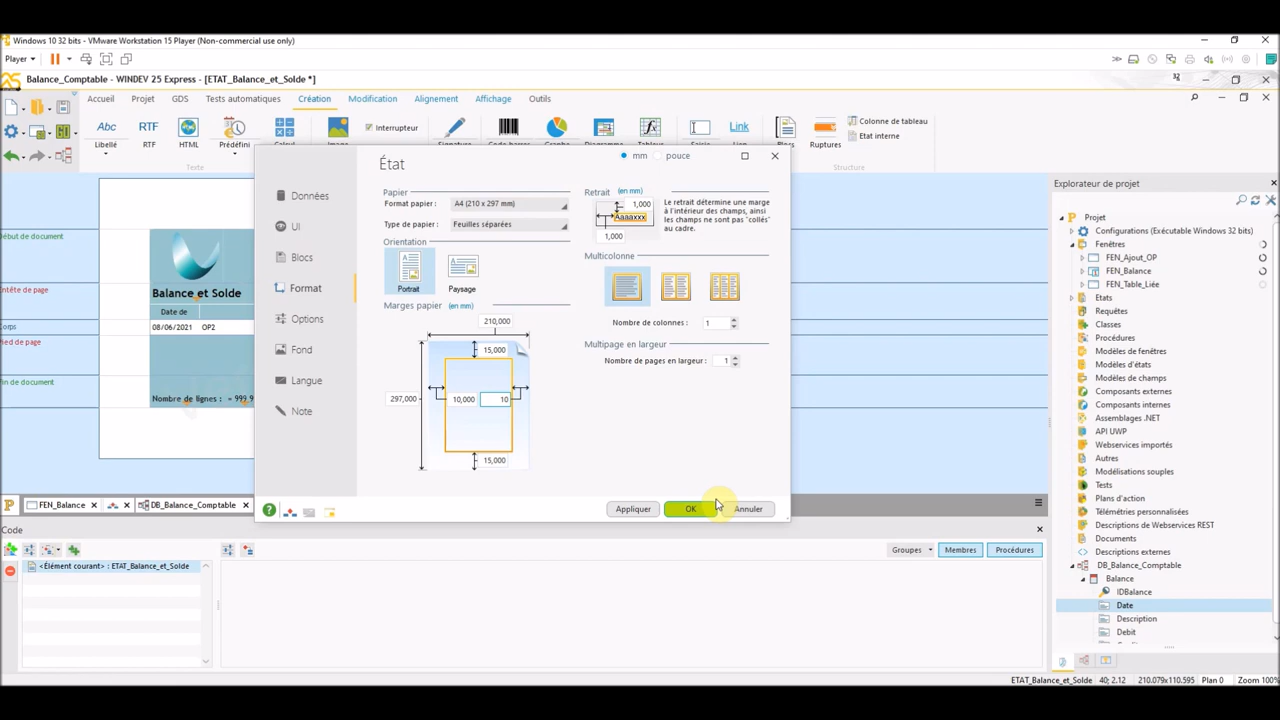 Windows 10 32 bits - VMware Workstation 15 Player (Non-commercial use only)
Player
Balance_Comptable - WINDEV 25 Express - [ETAT_Balance_et_Solde *]
32
Accueil Projet GDS Tests automatiques Création Modification Alignement Affichage Outils
Abc RTF Interrupteur Link Colonne de tableau
Libellé RTF HTML Prédéfini Ruptures Etat interne
Texte Structure
État
mm pouce
Explorateur de projet
Données
UI
Blocs
Format
Options
Fond
Langue
Note
Papier
Format papier : A4 (210 x 297 mm)
Type de papier : Feuilles séparées
Orientation
Portrait Paysage
Marges papier (en mm)
210,000
15,000
297,000 10,000 10
15,000
Retrait (en mm)
1,000
Aaaaxxx
1,000
Le retrait détermine une marge
à l'intérieur des champs, ainsi
les champs ne sont pas 'collés'
au cadre.
Multicolonne
Nombre de colonnes : 1
Multipage en largeur
Nombre de pages en largeur : 1
Appliquer OK Annuler
Début de document
Entête de page
Corps
Pied de page
Fin de document
Balance et Solde
Date de
08/06/2021 OP2
Nombre de lignes : = 999 9
Projet
Configurations (Exécutable Windows 32 bits)
Fenêtres
FEN_Ajout_OP
FEN_Balance
FEN_Table_Liée
Etats
Requêtes
Classes
Procédures
Modèles de fenêtres
Modèles d'états
Modèles de champs
Composants externes
Composants internes
Assemblages .NET
API UWP
Webservices importés
Autres
Modélisations souples
Tests
Plans d'action
Télémétries personnalisées
Descriptions de Webservices REST
Documents
Descriptions externes
DB_Balance_Comptable
Balance
IDBalance
Date
Description
Debit
FEN_Balance DB_Balance_Comptable
Code
Groupes Membres Procédures
<Élément courant> : ETAT_Balance_et_Solde
ETAT_Balance_et_Solde 40; 2.12 210.079x110.595 Plan 0 Zoom 100%